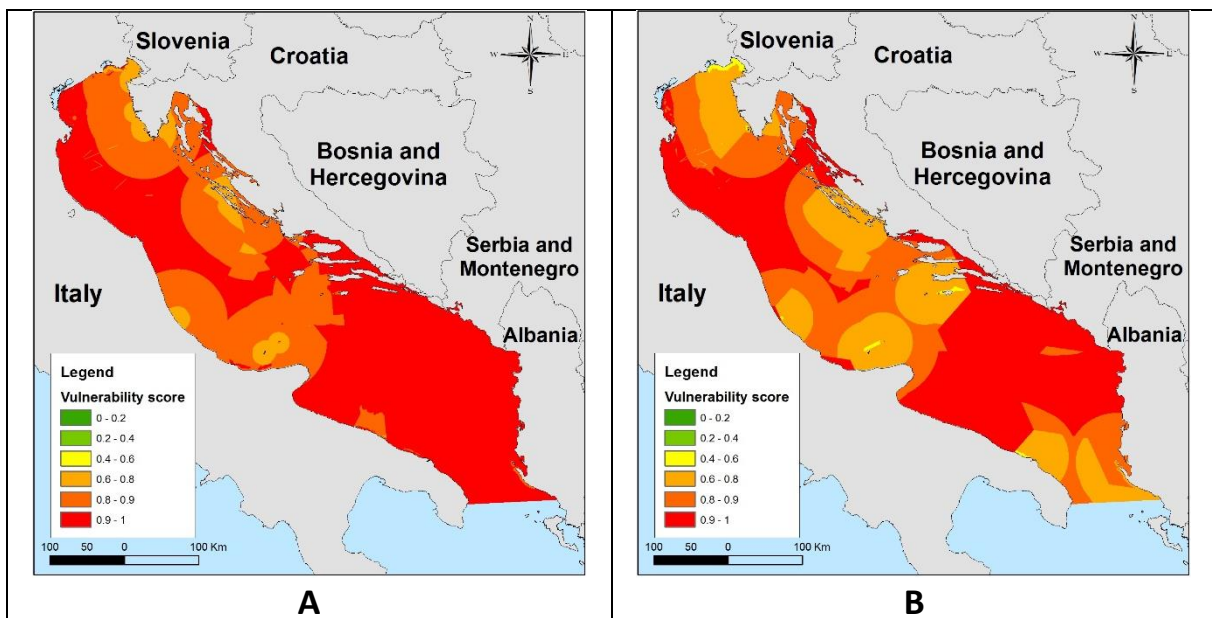 N
W E
S
Slovenia
Croatia
Bosnia and
Hercegovina
Serbia and
Montenegro
Italy
Albania
Legend
Vulnerability score
0 - 0.2
0.2 - 0.4
0.4 - 0.6
0.6 - 0.8
0.8 - 0.9
0.9 - 1
100 50 0 100 Km
A
N
W E
S
Slovenia
Croatia
Bosnia and
Hercegovina
Serbia and
Montenegro
Italy
Albania
Legend
Vulnerability score
0 - 0.2
0.2 - 0.4
0.4 - 0.6
0.6 - 0.8
0.8 - 0.9
0.9 - 1
100 50 0 100 Km
B